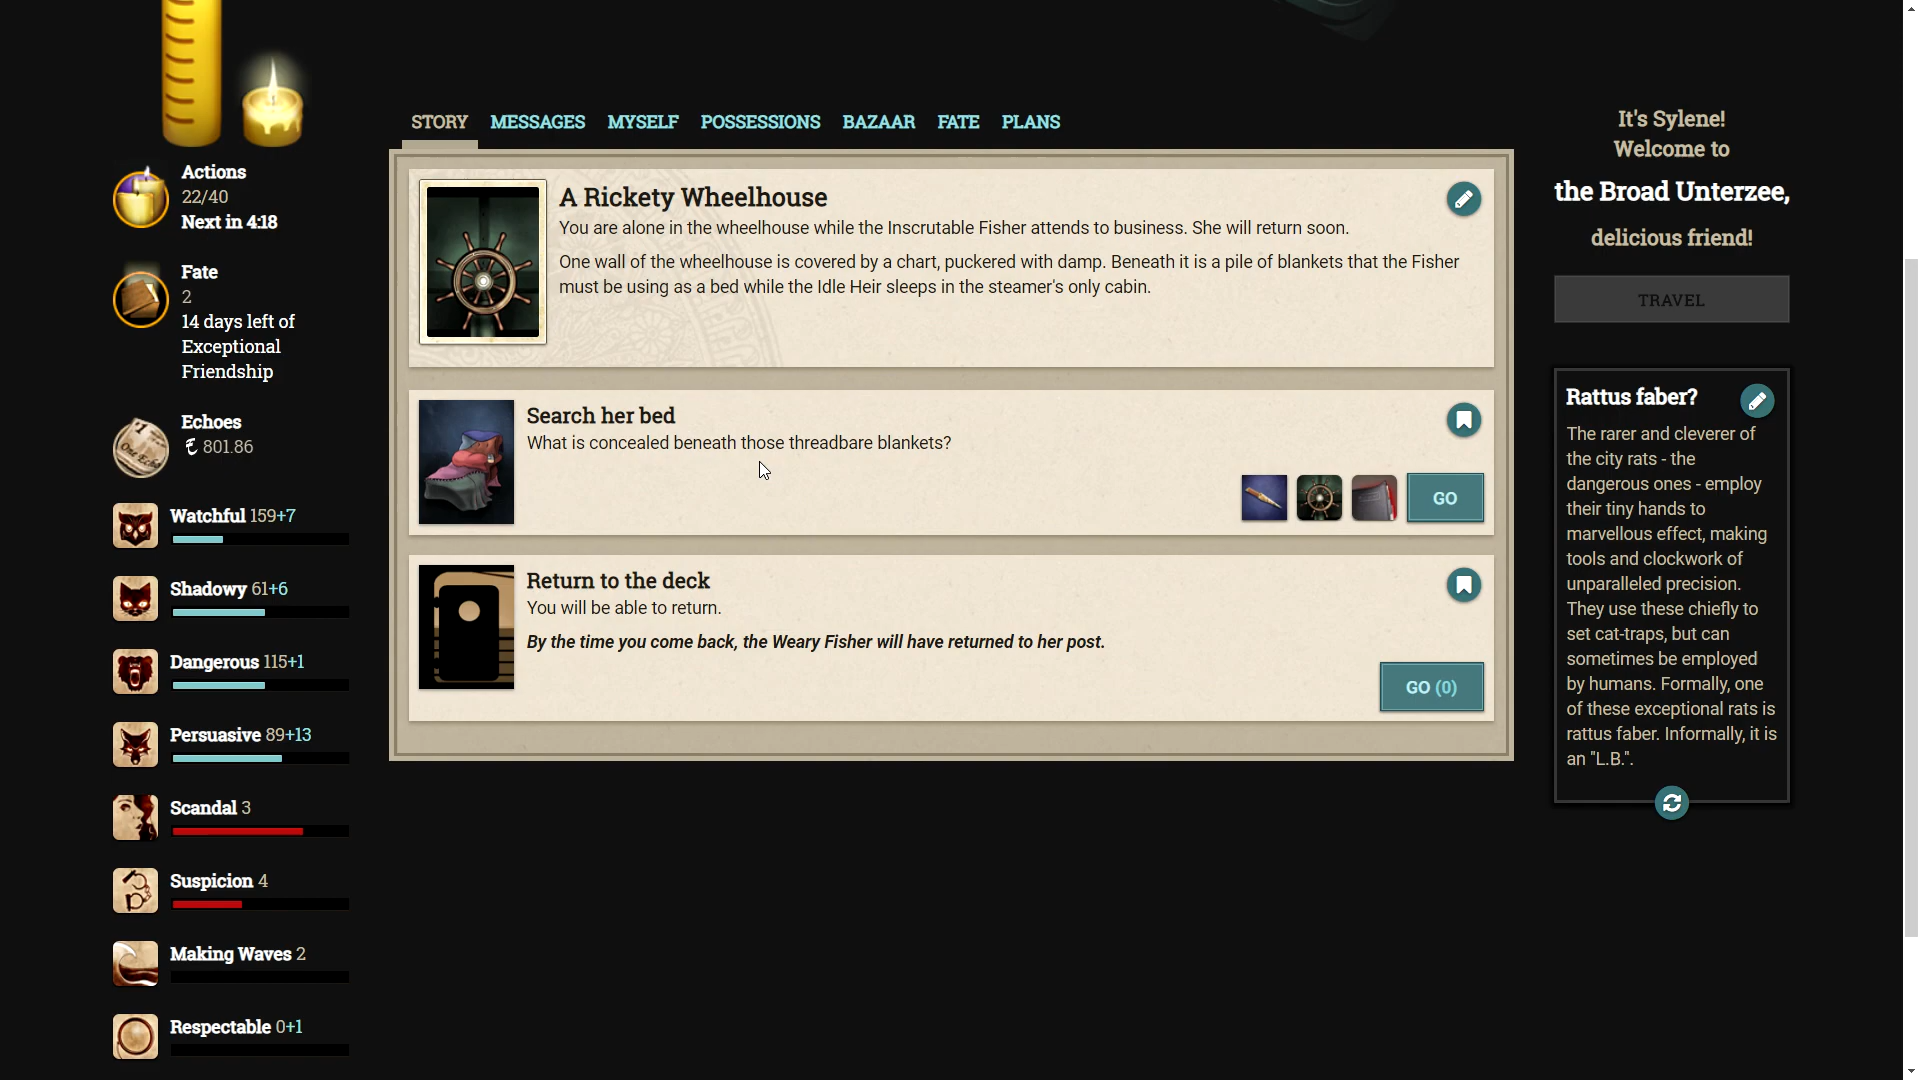 STORY MESSAGES MYSELF POSSESSIONS BAZAAR FATE PLANS
Actions
22/40
Next in 4:18
Fate
2
14 days left of
Exceptional
Friendship
Echoes
801.86
Watchful 159+7
Shadowy 61+6
Dangerous 115+1
Persuasive 89+13
Scandal 3
Suspicion 4
Making Waves 2
Respectable 0+1
A Rickety Wheelhouse
You are alone in the wheelhouse while the Inscrutable Fisher attends to business. She will return soon.
One wall of the wheelhouse is covered by a chart, puckered with damp. Beneath it is a pile of blankets that the Fisher
must be using as a bed while the Idle Heir sleeps in the steamer's only cabin.
Search her bed
What is concealed beneath those threadbare blankets?
GO
Return to the deck
You will be able to return.
By the time you come back, the Weary Fisher will have returned to her post.
GO (0)
It's Sylene!
Welcome to
the Broad Unterzee,
delicious friend!
TRAVEL
Rattus faber?
The rarer and cleverer of
the city rats - the
dangerous ones - employ
their tiny hands to
marvellous effect, making
tools and clockwork of
unparalleled precision.
They use these chiefly to
set cat-traps, but can
sometimes be employed
by humans. Formally, one
of these exceptional rats is
rattus faber. Informally, it is
an "L.B.".